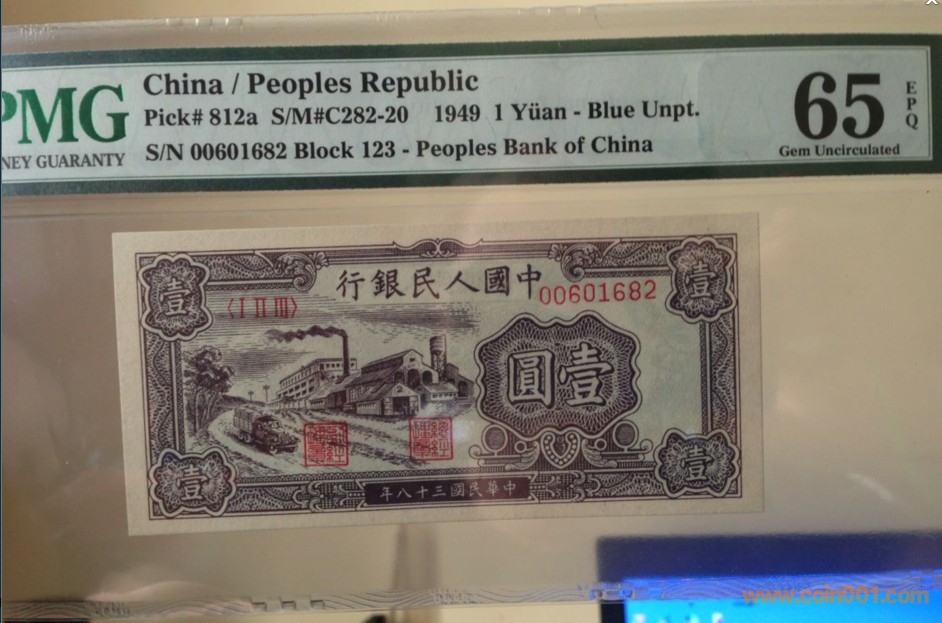 PMG
NEY GUARANTY
China / Peoples Republic
Pick# 812a S/M#C282-20 1949 1 Yüan - Blue Unpt.
S/N 00601682 Block 123 - Peoples Bank of China
65
EPQ
Gem Uncirculated
行銀民人國中
00601682
〈I II III〉
壹
壹
圓壹
壹
壹
年八十三國民華中
www.coin001.com